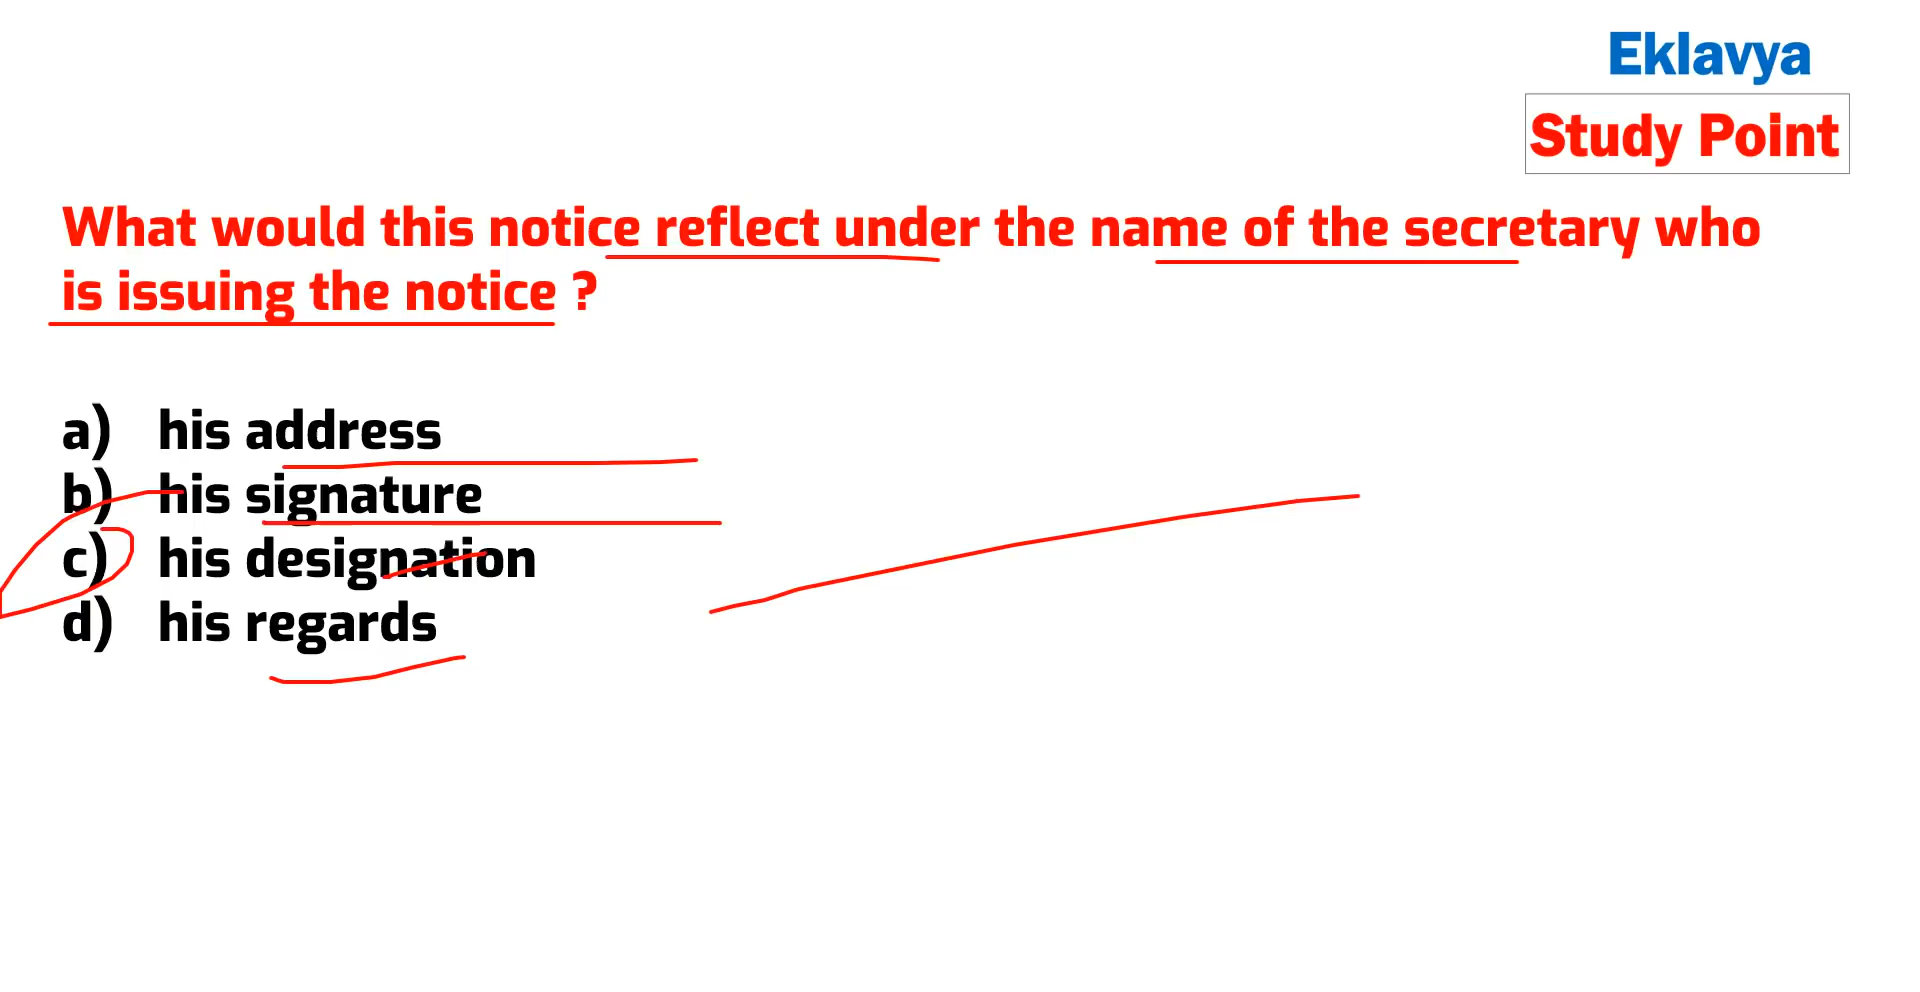 Eklavya
Study Point
What would this notice reflect under the name of the secretary who
is issuing the notice ?
a) his address
b) his signature
c) his designation
d) his regards